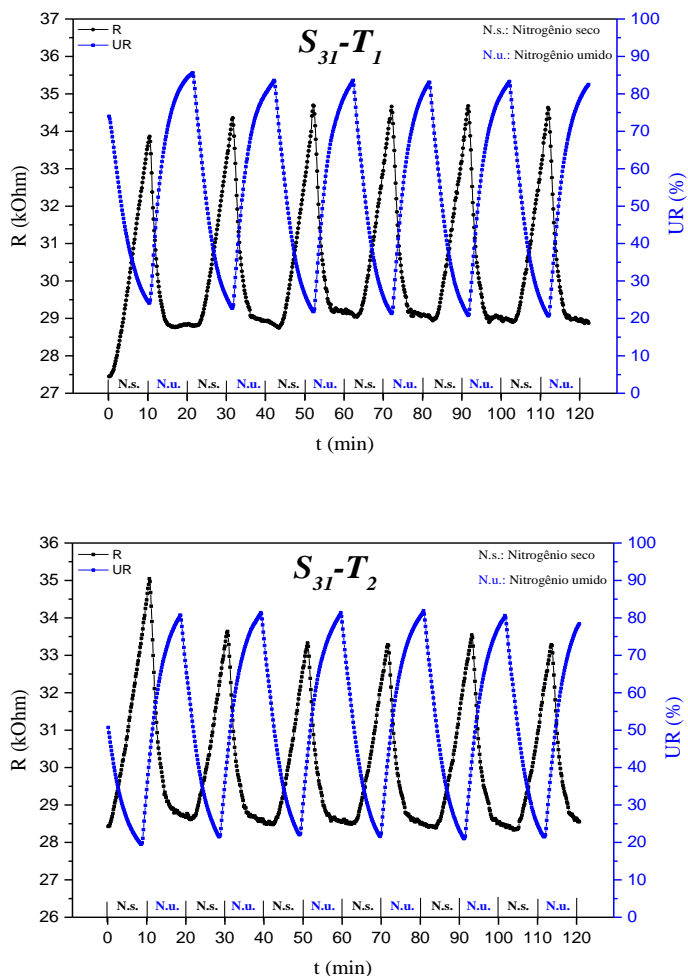 37
36
35
34
33
32
31
30
29
28
27
R (kOhm)
R
UR
S31-T1
N.s.: Nitrogênio seco
N.u.: Nitrogênio umido
100
90
80
70
60
50
40
30
20
10
0
UR (%)
N.s. N.u. N.s. N.u. N.s. N.u. N.s. N.u. N.s. N.u. N.s. N.u.
0 10 20 30 40 50 60 70 80 90 100 110 120
t (min)
36
35
34
33
32
31
30
29
28
27
26
R (kOhm)
R
UR
S31-T2
N.s.: Nitrogênio seco
N.u.: Nitrogênio umido
100
90
80
70
60
50
40
30
20
10
0
UR (%)
N.s. N.u. N.s. N.u. N.s. N.u. N.s. N.u. N.s. N.u. N.s. N.u.
0 10 20 30 40 50 60 70 80 90 100 110 120
t (min)